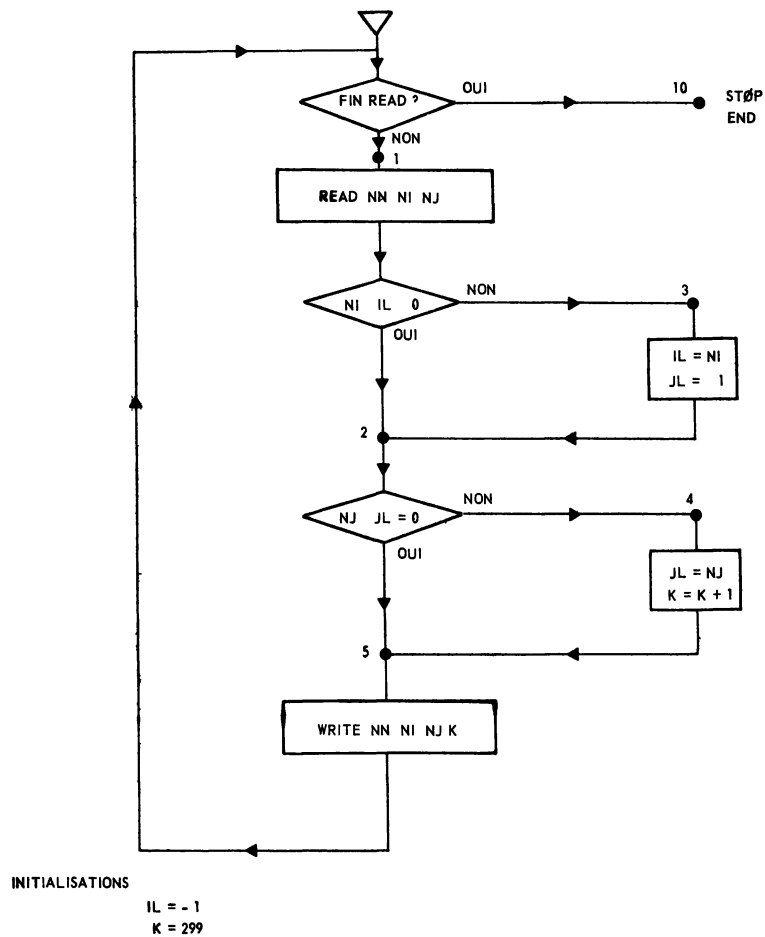 FIN READ ?
OUI
10
STØP
END
NON
1
READ NN NI NJ
NI IL 0
NON
3
OUI
IL = NI
JL = 1
2
NJ JL = 0
NON
4
OUI
JL = NJ
K = K + 1
5
WRITE NN NI NJ K
INITIALISATIONS
IL = - 1
K = 299